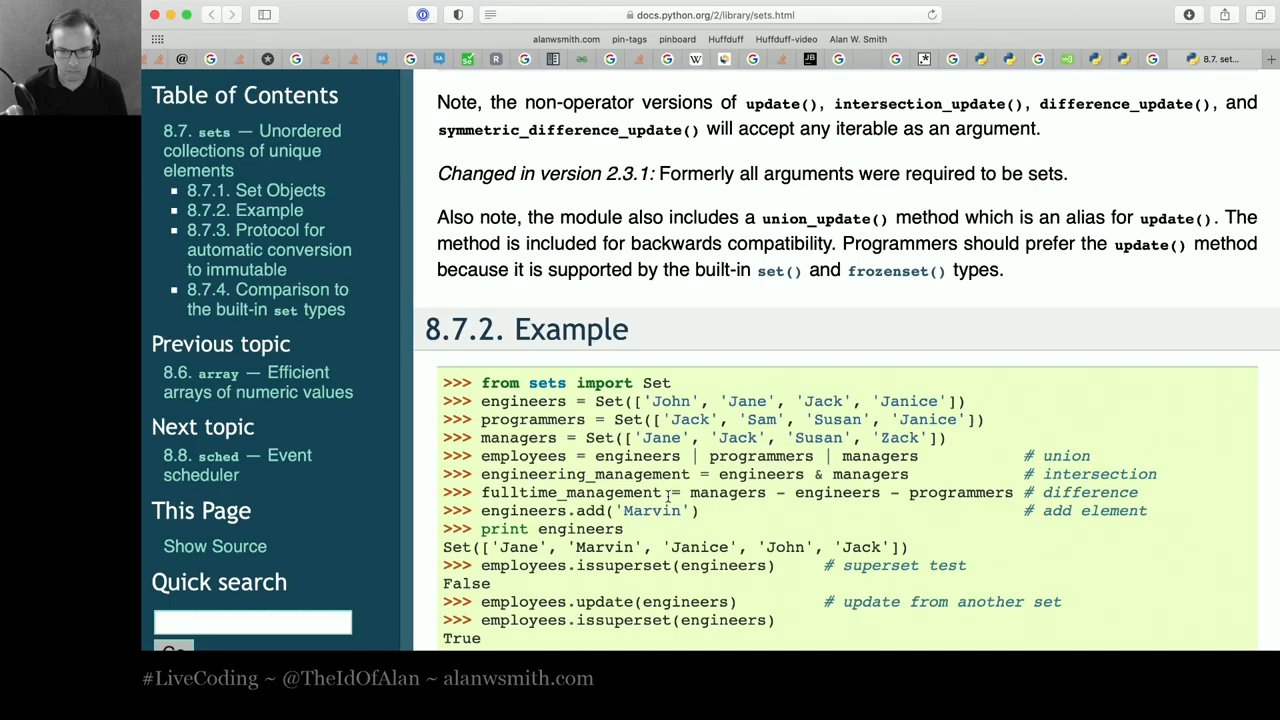 docs.python.org/2/library/sets.html
alanwsmith.com pin-tags pinboard Huffduff Huffduff-video Alan W. Smith
8.7. set...
Table of Contents
8.7. sets — Unordered
collections of unique
elements
8.7.1. Set Objects
8.7.2. Example
8.7.3. Protocol for
automatic conversion
to immutable
8.7.4. Comparison to
the built-in set types
Previous topic
8.6. array — Efficient
arrays of numeric values
Next topic
8.8. sched — Event
scheduler
This Page
Show Source
Quick search
Note, the non-operator versions of update(), intersection_update(), difference_update(), and
symmetric_difference_update() will accept any iterable as an argument.
Changed in version 2.3.1: Formerly all arguments were required to be sets.
Also note, the module also includes a union_update() method which is an alias for update(). The
method is included for backwards compatibility. Programmers should prefer the update() method
because it is supported by the built-in set() and frozenset() types.
8.7.2. Example
>>> from sets import Set
>>> engineers = Set(['John', 'Jane', 'Jack', 'Janice'])
>>> programmers = Set(['Jack', 'Sam', 'Susan', 'Janice'])
>>> managers = Set(['Jane', 'Jack', 'Susan', 'Zack'])
>>> employees = engineers | programmers | managers # union
>>> engineering_management = engineers & managers # intersection
>>> fulltime_management = managers - engineers - programmers # difference
>>> engineers.add('Marvin') # add element
>>> print engineers
Set(['Jane', 'Marvin', 'Janice', 'John', 'Jack'])
>>> employees.issuperset(engineers) # superset test
False
>>> employees.update(engineers) # update from another set
>>> employees.issuperset(engineers)
True
#LiveCoding ~ @TheIdOfAlan ~ alanwsmith.com